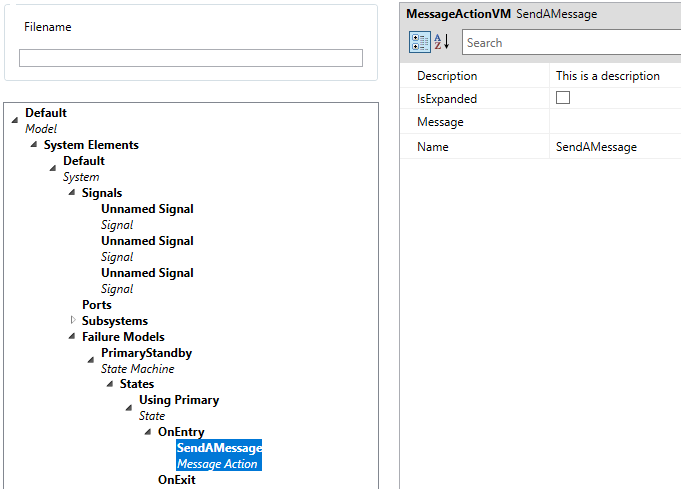 Filename
Default
Model
System Elements
Default
System
Signals
Unnamed Signal
Signal
Unnamed Signal
Signal
Unnamed Signal
Signal
Ports
Subsystems
Failure Models
PrimaryStandby
State Machine
States
Using Primary
State
OnEntry
SendAMessage
Message Action
OnExit
MessageActionVM SendAMessage
A
Z
Search
Description This is a description
IsExpanded
Message
Name SendAMessage